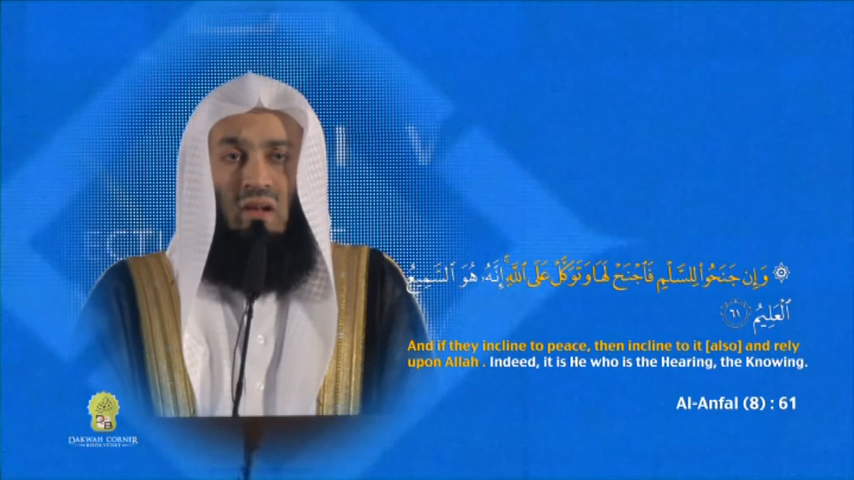 ۞ وَإِن جَنَحُوا۟ لِلسَّلْمِ فَٱجْنَحْ لَهَا وَتَوَكَّلْ عَلَى ٱللَّهِ ۚ إِنَّهُۥ هُوَ ٱلسَّمِيعُ
ٱلْعَلِيمُ ٦١
And if they incline to peace, then incline to it [also] and rely
upon Allah . Indeed, it is He who is the Hearing, the Knowing.
Al-Anfal (8) : 61
DAKWAH CORNER
BOOKSTORE